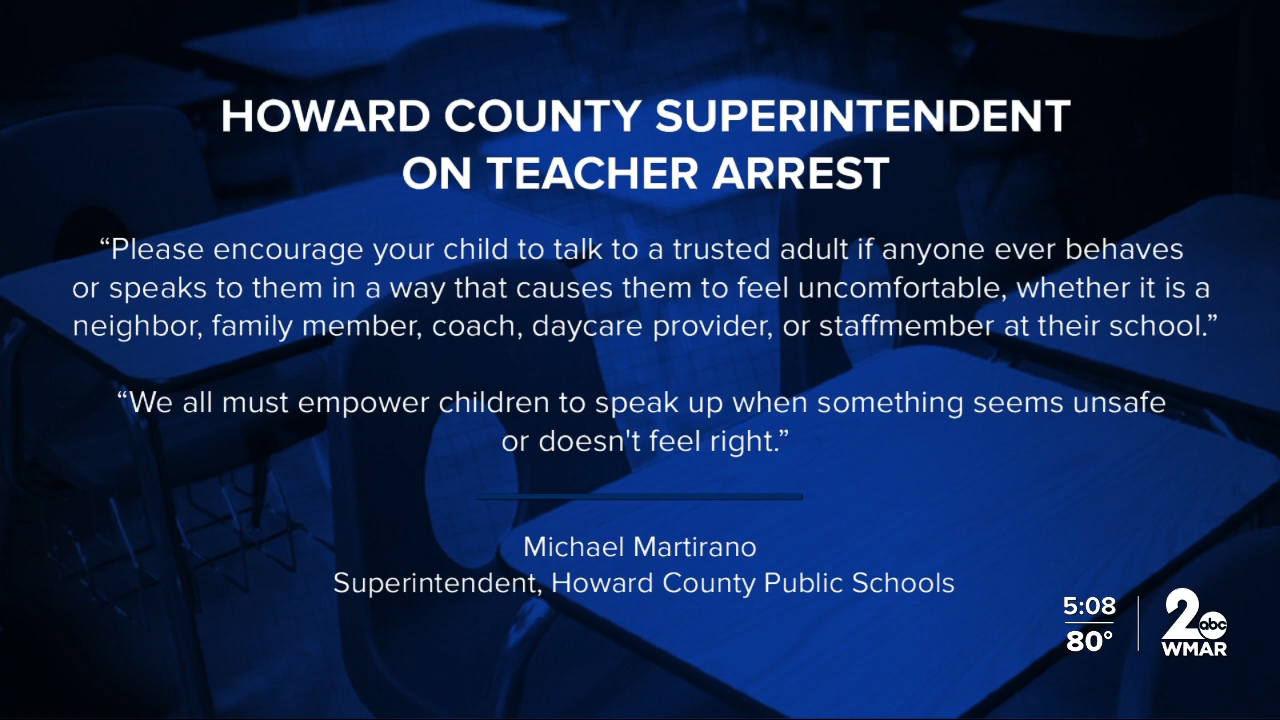 HOWARD COUNTY SUPERINTENDENT
ON TEACHER ARREST
“Please encourage your child to talk to a trusted adult if anyone ever behaves
or speaks to them in a way that causes them to feel uncomfortable, whether it is a
neighbor, family member, coach, daycare provider, or staffmember at their school.”
“We all must empower children to speak up when something seems unsafe
or doesn't feel right.”
Michael Martirano
Superintendent, Howard County Public Schools
5:08
80°
2 abc
WMAR